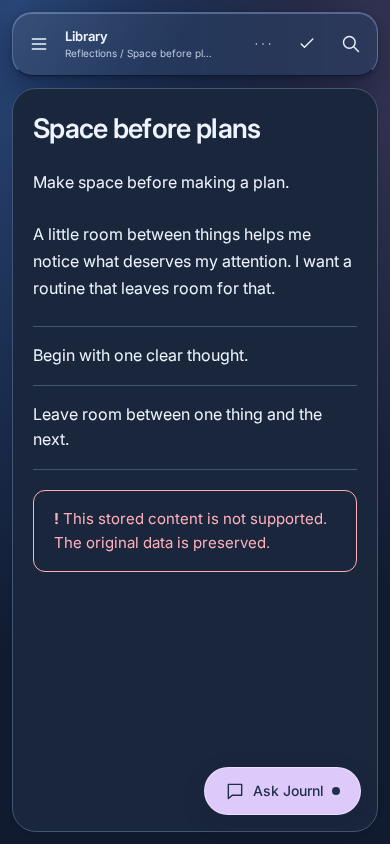 Library
Reflections / Space before pl...
Space before plans
Make space before making a plan.
A little room between things helps me
notice what deserves my attention. I want a
routine that leaves room for that.
Begin with one clear thought.
Leave room between one thing and the
next.
! This stored content is not supported.
The original data is preserved.
Ask Journl